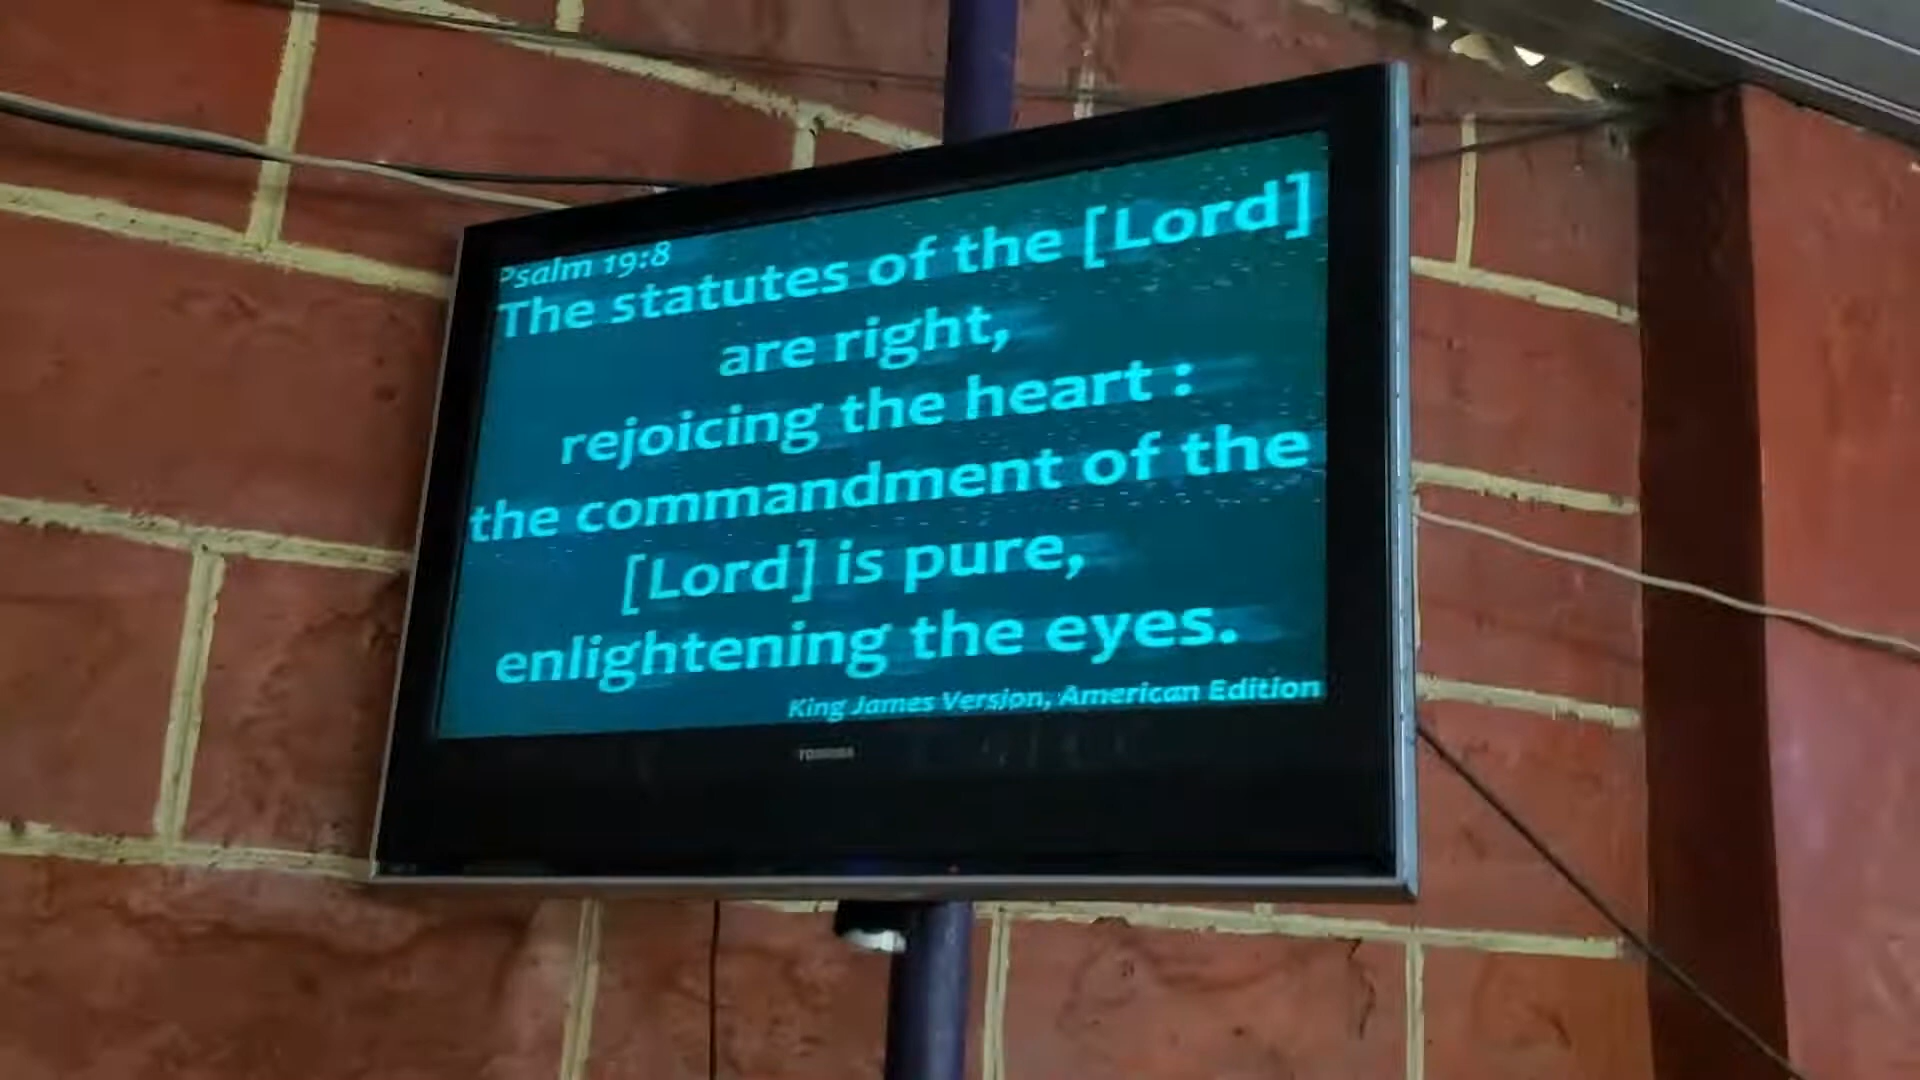 Psalm 19:8
The statutes of the [Lord]
are right,
rejoicing the heart :
the commandment of the
[Lord] is pure,
enlightening the eyes.
King James Version, American Edition
TOSHIBA